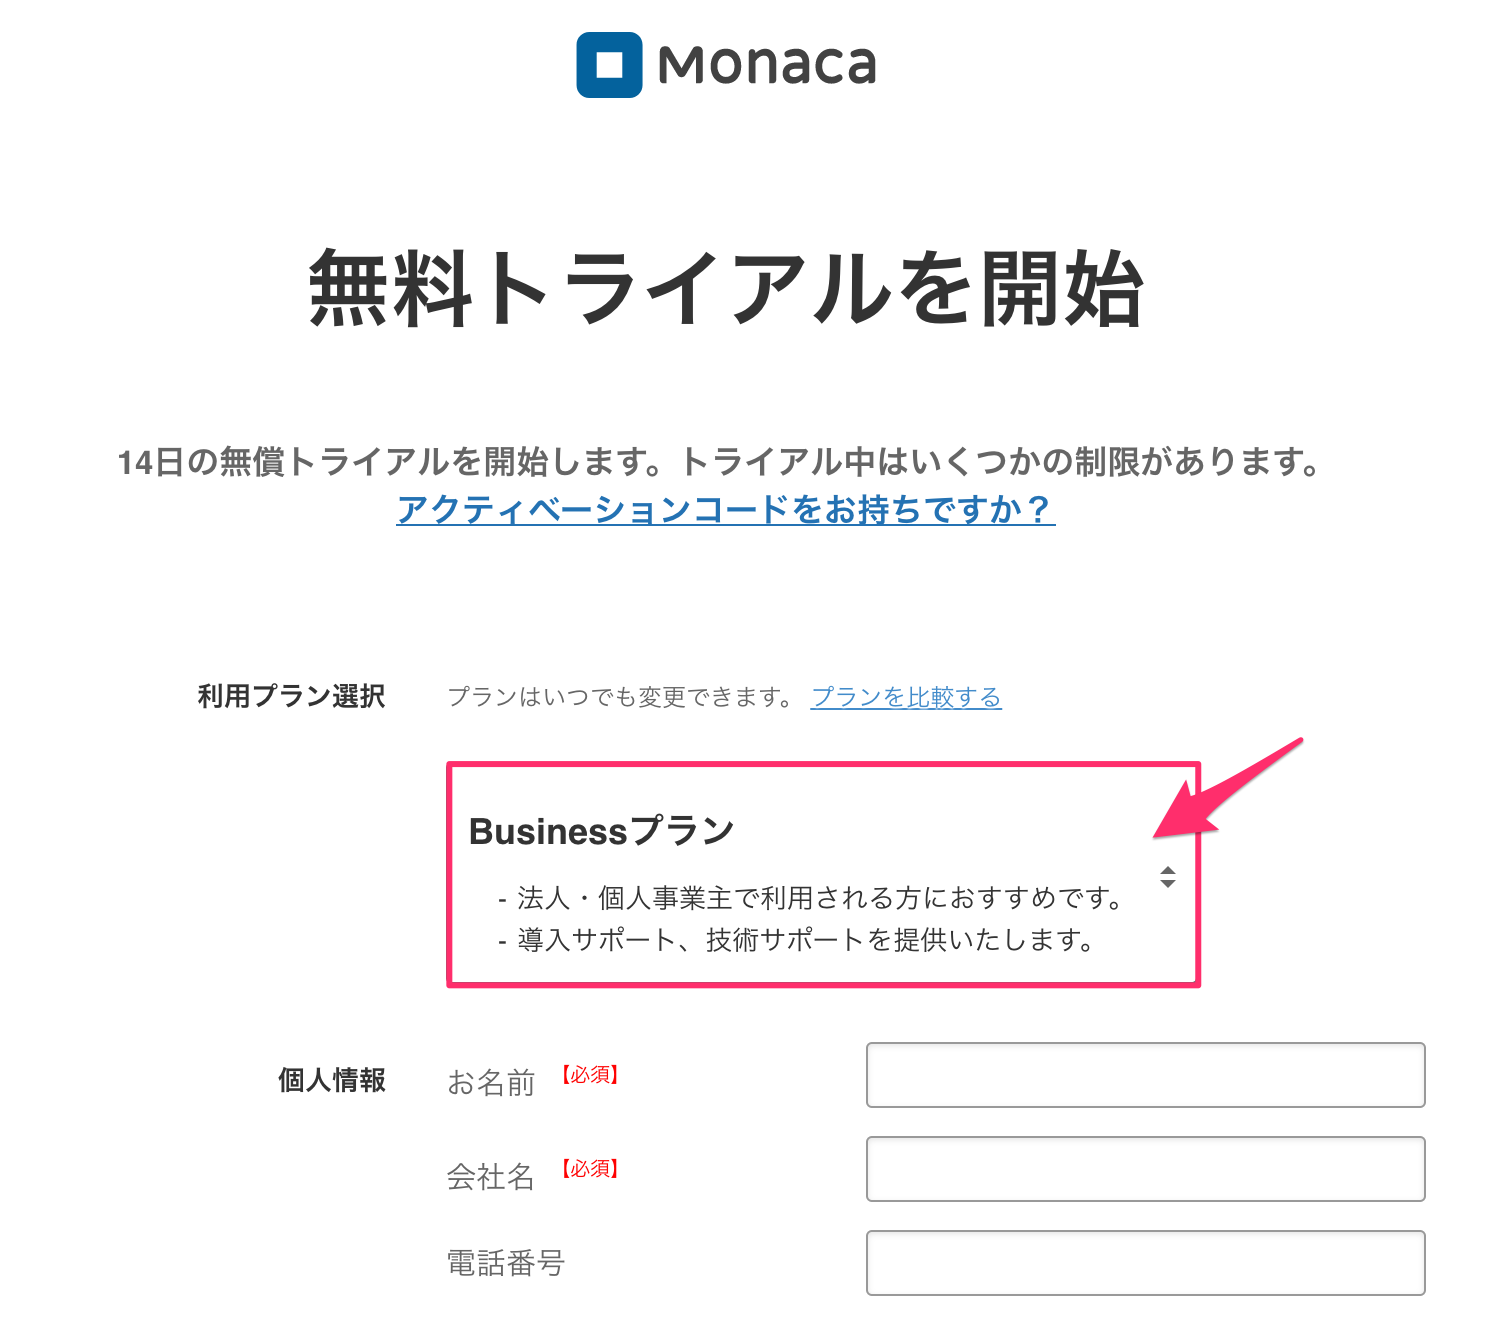 Monaca
無料トライアルを開始
14日の無償トライアルを開始します。トライアル中はいくつかの制限があります。
アクティベーションコードをお持ちですか？
利用プラン選択
プランはいつでも変更できます。 プランを比較する
Businessプラン
- 法人・個人事業主で利用される方におすすめです。
- 導入サポート、技術サポートを提供いたします。
個人情報
お名前 【必須】
会社名 【必須】
電話番号